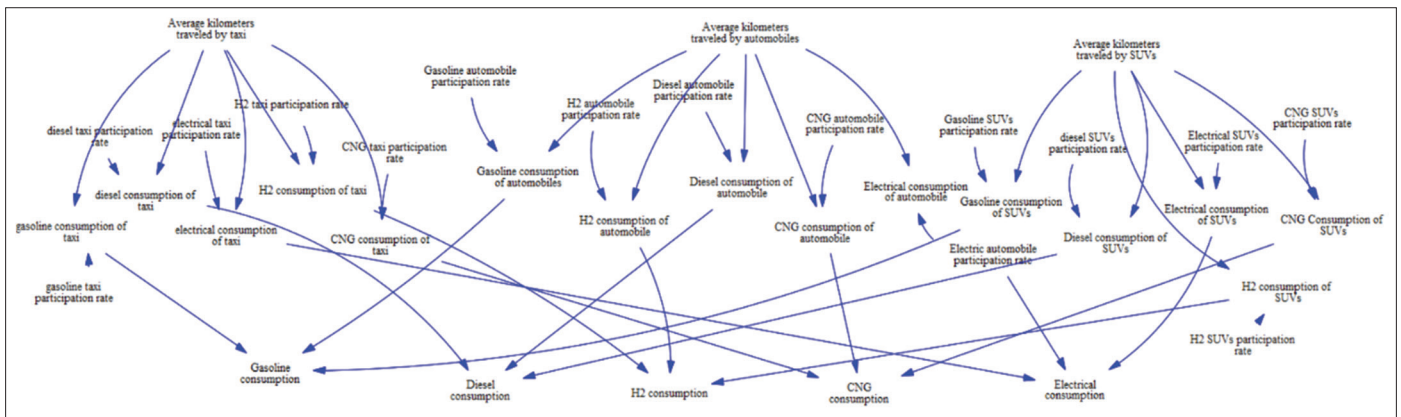 Average kilometers
traveled by taxi
Average kilometers
traveled by automobiles
Average kilometers
traveled by SUVs
Gasoline automobile
participation rate
Diesel automobile
participation rate
H2 taxi participation rate
H2 automobile
participation rate
CNG SUVs
participation rate
diesel taxi participation
rate
electrical taxi
participation rate
CNG automobile
participation rate
Gasoline SUVs
participation rate
diesel SUVs
participation rate
Electrical SUVs
participation rate
CNG taxi participation
rate
Gasoline consumption
of automobiles
Diesel consumption of
automobile
Electrical consumption
of automobile
H2 consumption of taxi
diesel consumption of
taxi
Gasoline consumption
of SUVs
Electrical consumption
of SUVs
CNG Consumption of
SUVs
gasoline consumption of
taxi
electrical consumption
of taxi
CNG consumption of
taxi
H2 consumption of
automobile
CNG consumption of
automobile
Diesel consumption of
SUVs
Electric automobile
participation rate
gasoline taxi
participation rate
H2 consumption of
SUVs
H2 SUVs participation
rate
Gasoline
consumption
Diesel
consumption
H2 consumption
CNG
consumption
Electrical
consumption